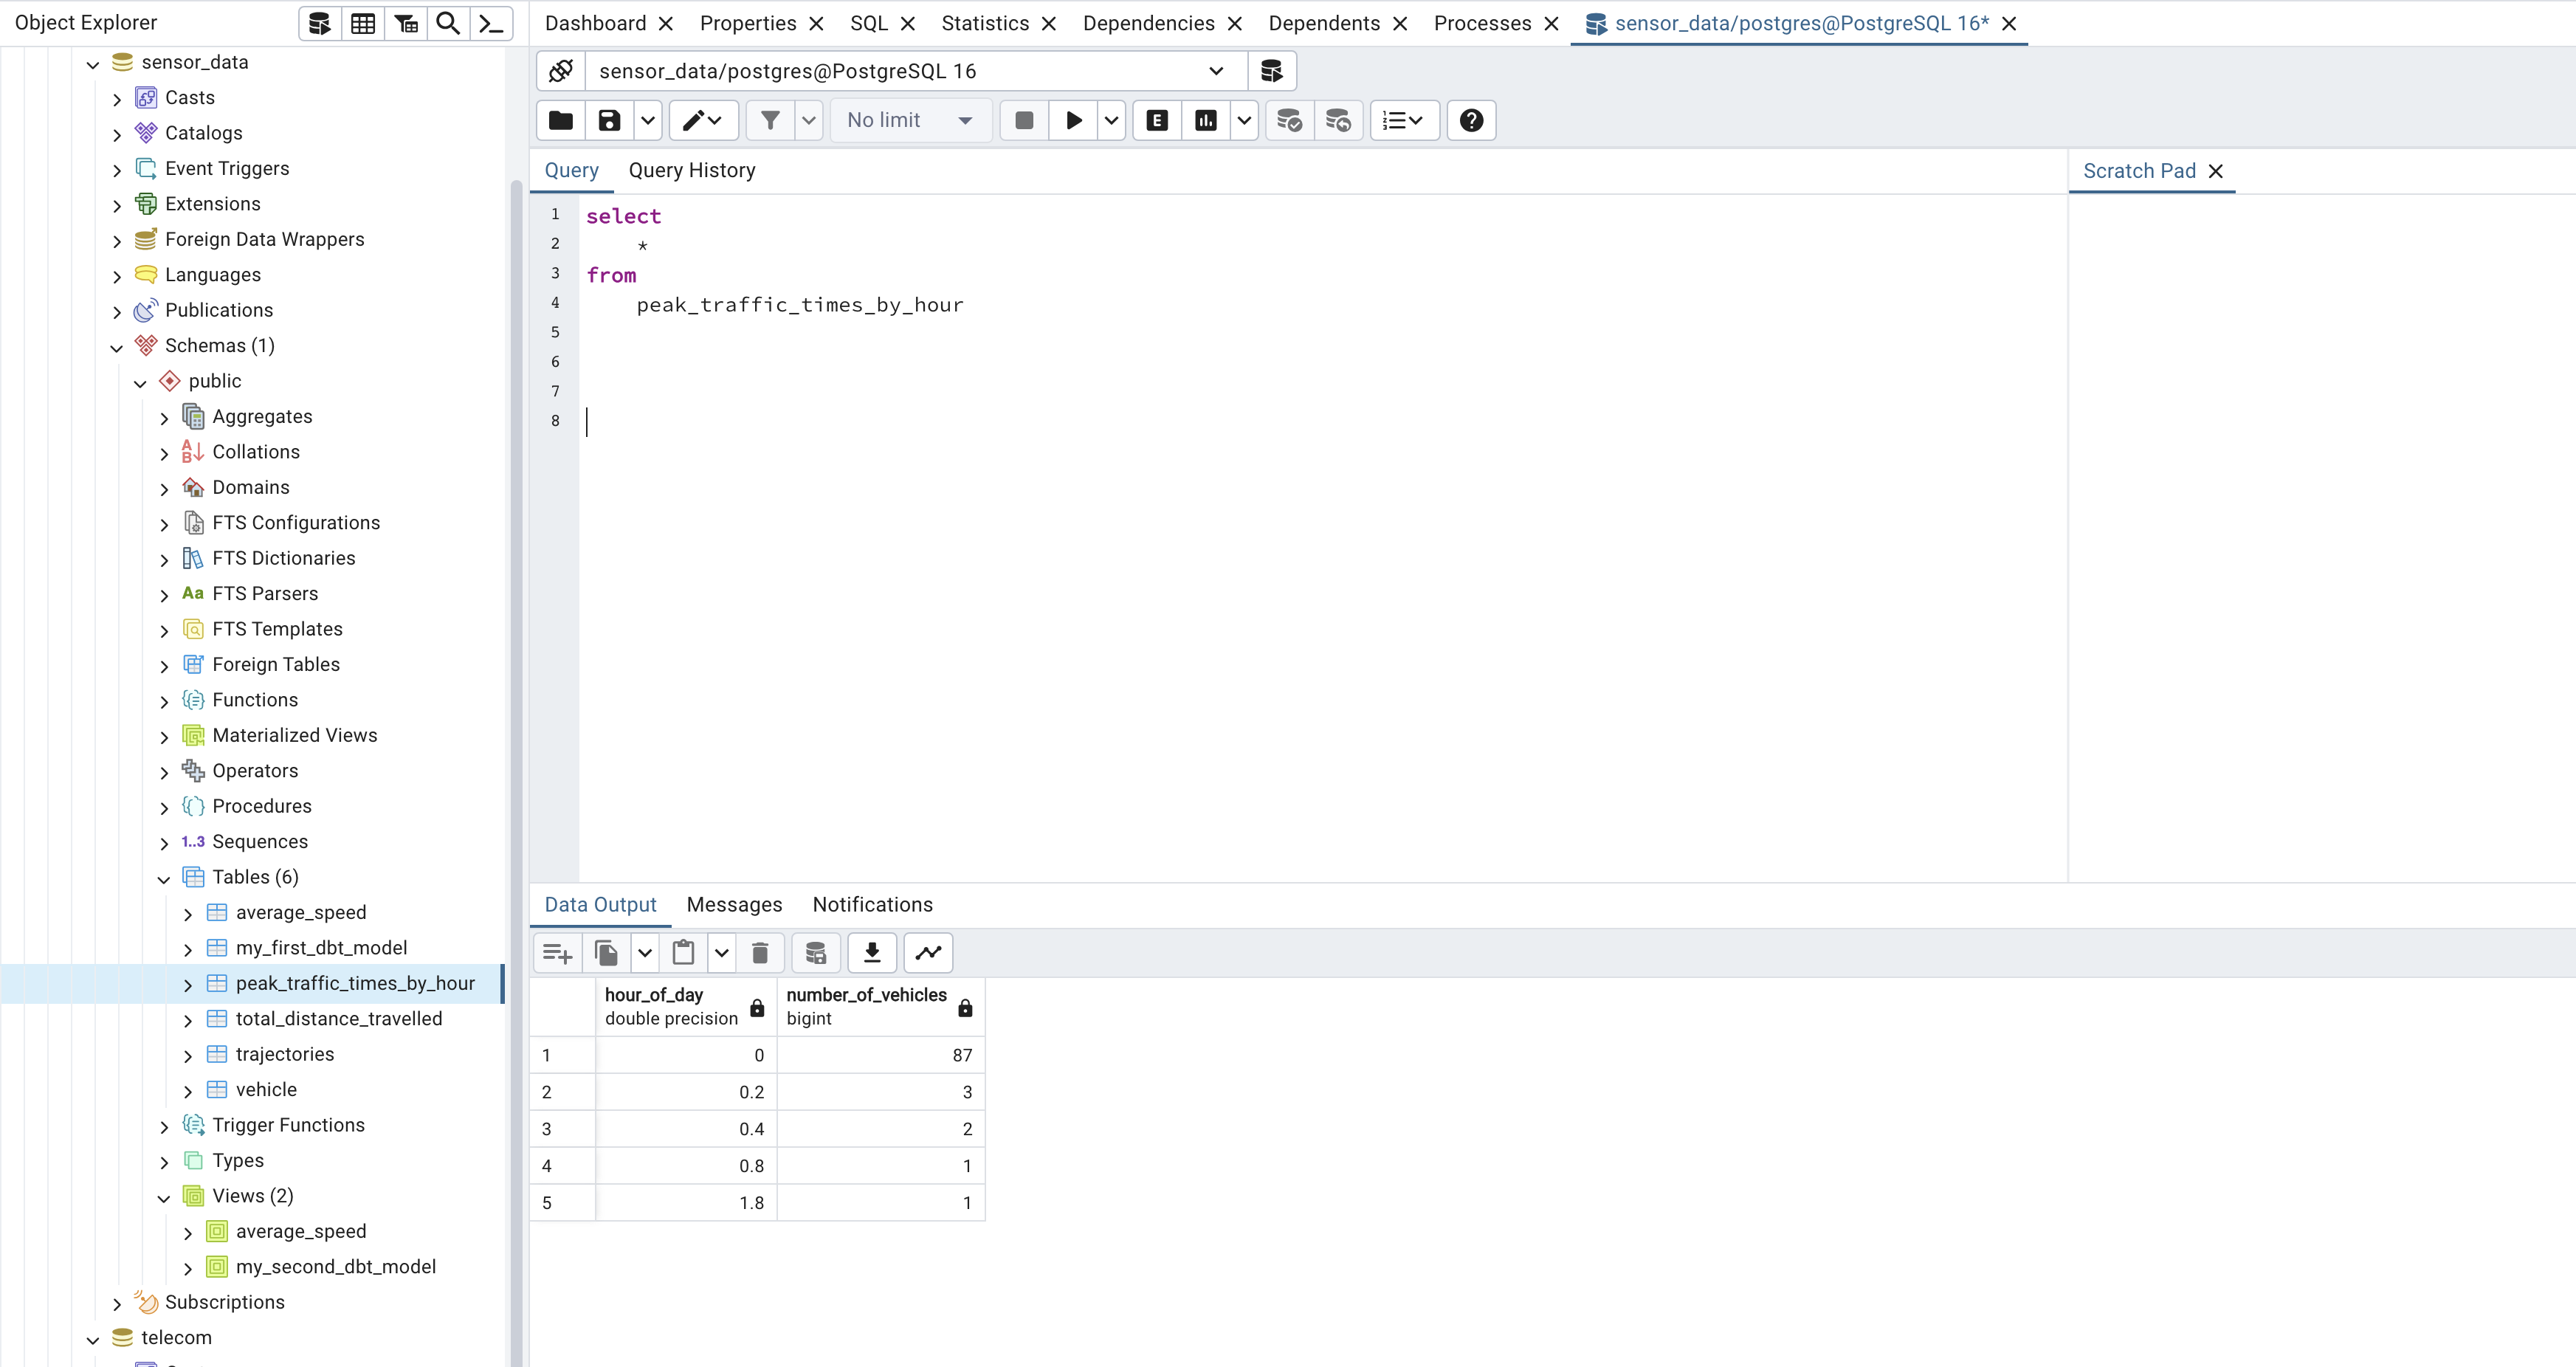 Object Explorer
sensor_data
Casts
Catalogs
Event Triggers
Extensions
Foreign Data Wrappers
Languages
Publications
Schemas (1)
public
Aggregates
Collations
Domains
FTS Configurations
FTS Dictionaries
Aa FTS Parsers
FTS Templates
Foreign Tables
Functions
Materialized Views
Operators
Procedures
1..3 Sequences
Tables (6)
average_speed
my_first_dbt_model
peak_traffic_times_by_hour
total_distance_travelled
trajectories
vehicle
Trigger Functions
Types
Views (2)
average_speed
my_second_dbt_model
Subscriptions
telecom
Dashboard Properties SQL Statistics Dependencies Dependents Processes sensor_data/postgres@PostgreSQL 16*
sensor_data/postgres@PostgreSQL 16
No limit E
Query Query History
1 select
2 *
3 from
4 peak_traffic_times_by_hour
5
6
7
8
Scratch Pad
Data Output Messages Notifications
hour_of_day number_of_vehicles
double precision bigint
1 0 87
2 0.2 3
3 0.4 2
4 0.8 1
5 1.8 1